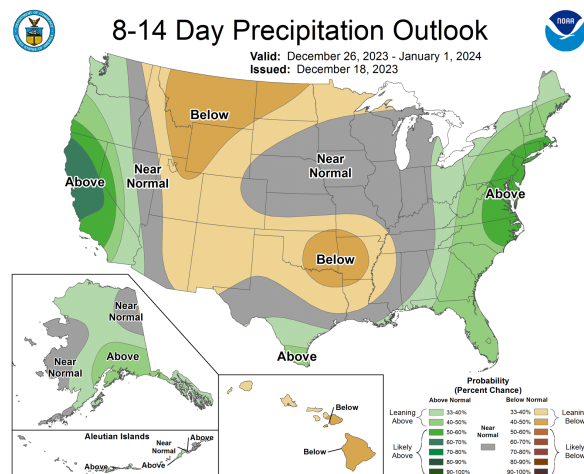 8-14 Day Precipitation Outlook
Valid: December 26, 2023 - January 1, 2024
Issued: December 18, 2023
NOAA
Below
Near
Normal
Above
Near
Normal
Above
Below
Above
Near
Normal
Near
Normal
Above
Aleutian Islands
Near
Normal
Above
Above
Above
Below
Below
Probability
(Percent Chance)
Above Normal
Below Normal
Leaning
Above
33-40%
40-50%
50-60%
60-70%
70-80%
80-90%
90-100%
Likely
Above
Near
Normal
33-40%
40-50%
50-60%
60-70%
70-80%
80-90%
90-100%
Leaning
Below
Likely
Below